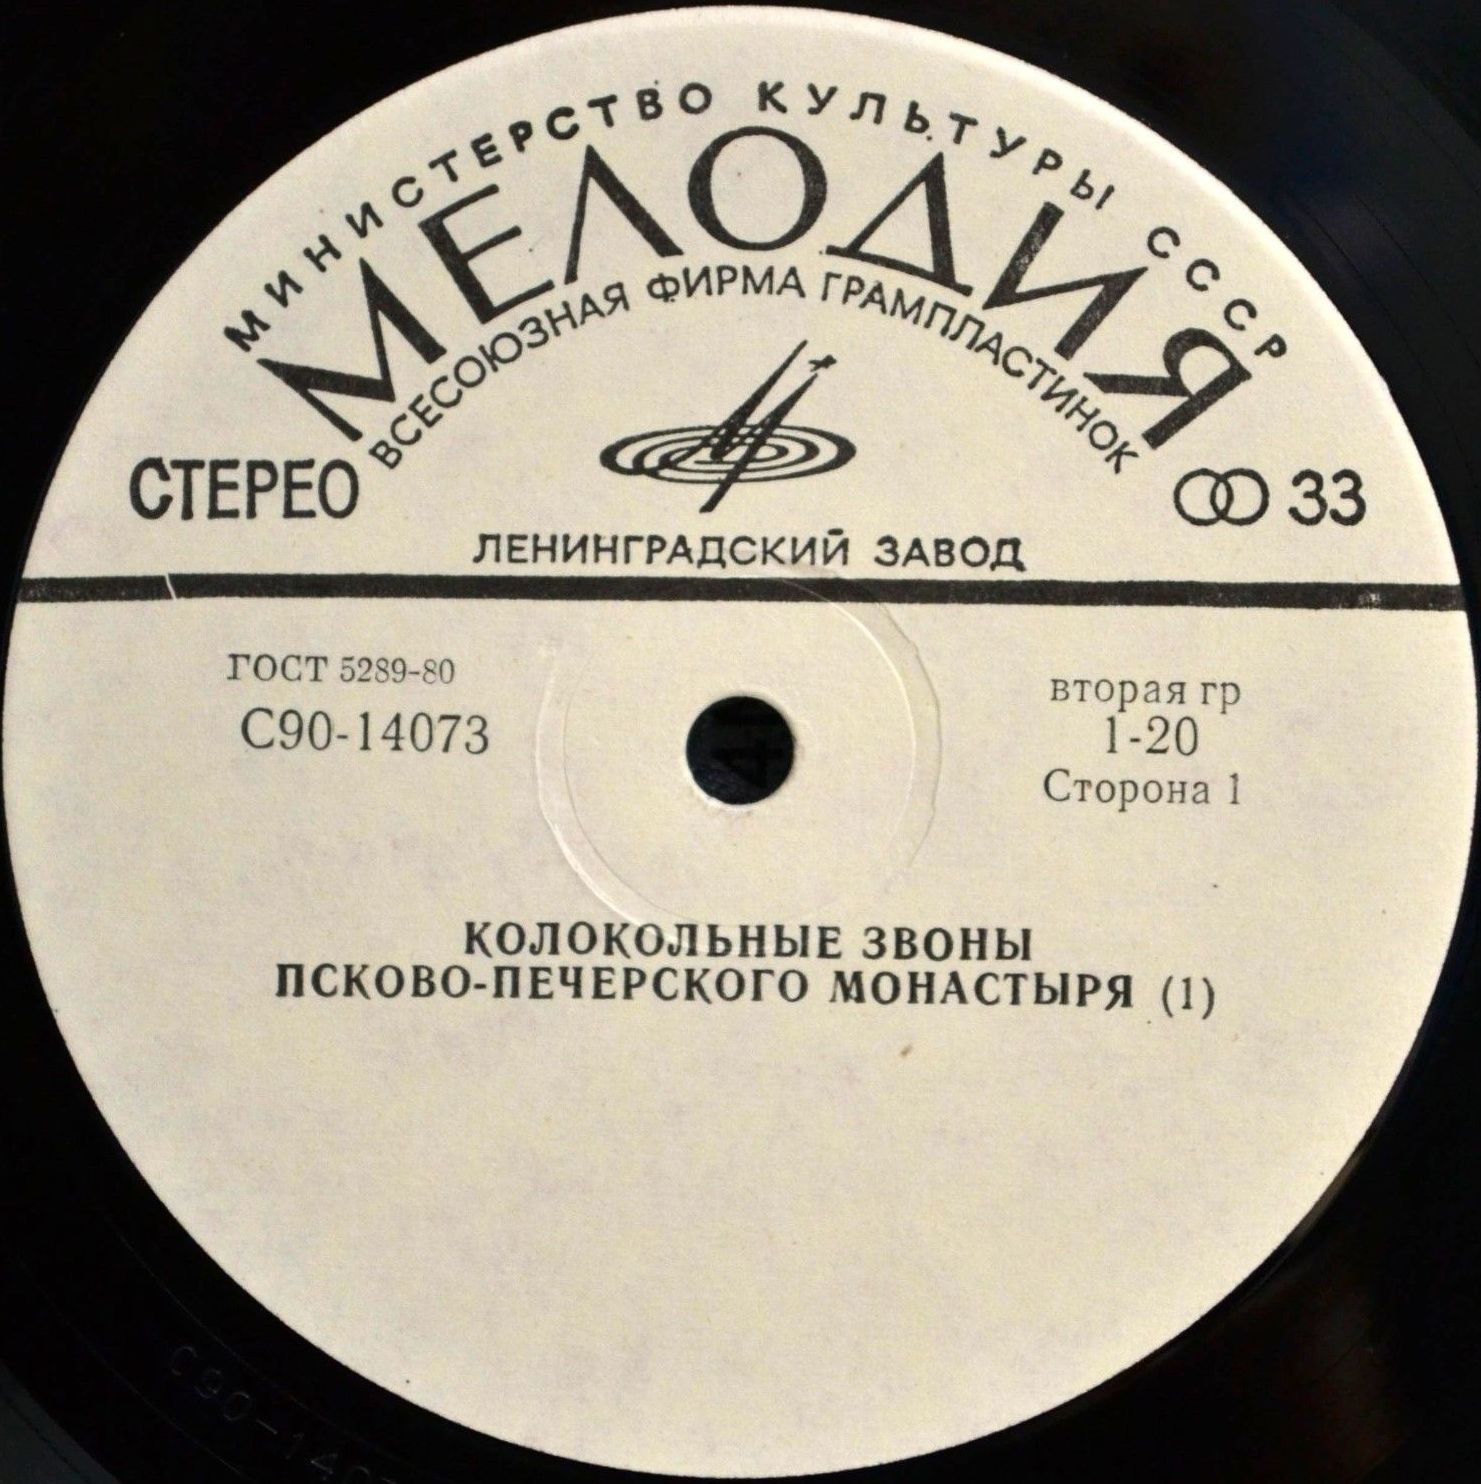 МИНИСТЕРСТВО КУЛЬТУРЫ СССР
МЕЛОДИЯ
ВСЕСОЮЗНАЯ ФИРМА ГРАМПЛАСТИНОК
СТЕРЕО
33
ЛЕНИНГРАДСКИЙ ЗАВОД
ГОСТ 5289-80
С90-14073
вторая гр
1-20
Сторона 1
КОЛОКОЛЬНЫЕ ЗВОНЫ
ПСКОВО-ПЕЧЕРСКОГО МОНАСТЫРЯ (1)